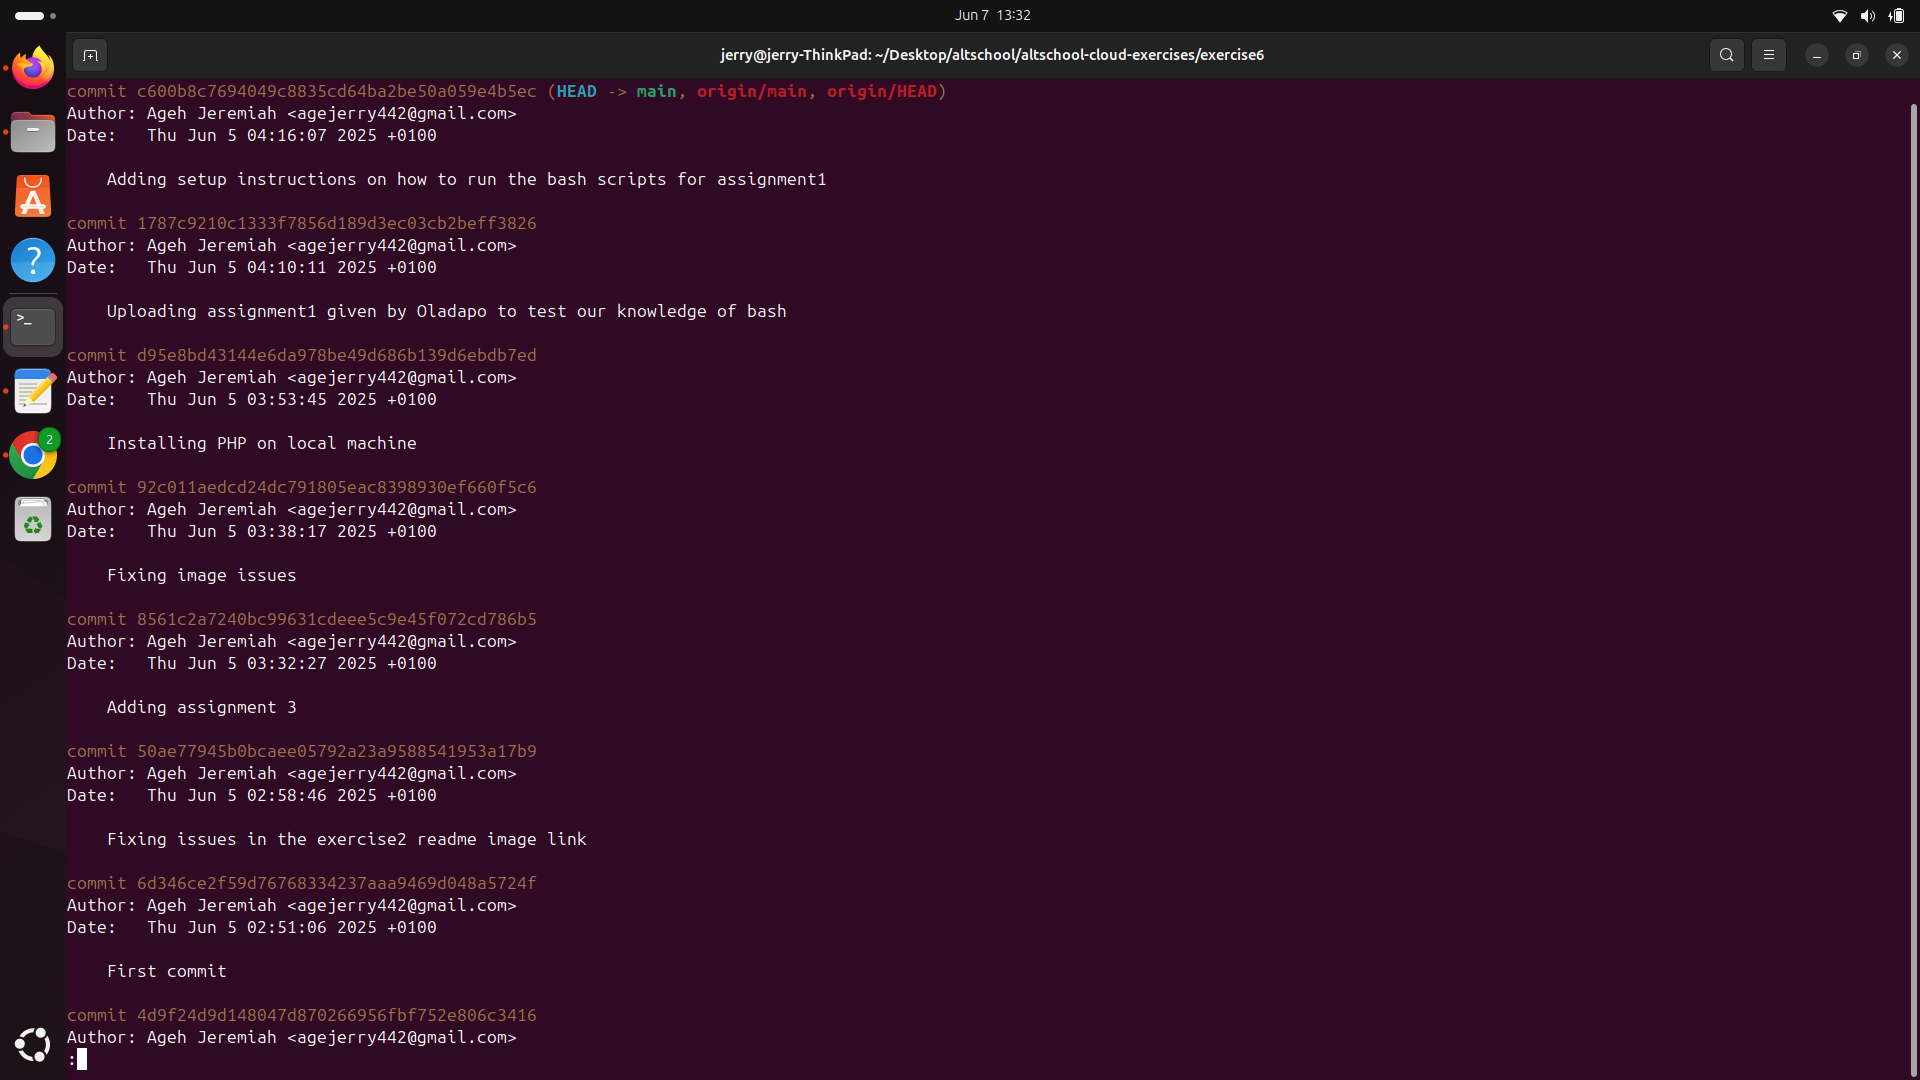 Jun 7 13:32
jerry@jerry-ThinkPad: ~/Desktop/altschool/altschool-cloud-exercises/exercise6
commit c600b8c7694049c8835cd64ba2be50a059e4b5ec (HEAD -> main, origin/main, origin/HEAD)
Author: Ageh Jeremiah <agejerry442@gmail.com>
Date:   Thu Jun 5 04:16:07 2025 +0100
Adding setup instructions on how to run the bash scripts for assignment1
commit 1787c9210c1333f7856d189d3ec03cb2beff3826
Author: Ageh Jeremiah <agejerry442@gmail.com>
Date:   Thu Jun 5 04:10:11 2025 +0100
Uploading assignment1 given by Oladapo to test our knowledge of bash
commit d95e8bd43144e6da978be49d686b139d6ebdb7ed
Author: Ageh Jeremiah <agejerry442@gmail.com>
Date:   Thu Jun 5 03:53:45 2025 +0100
Installing PHP on local machine
commit 92c011aedcd24dc791805eac8398930ef660f5c6
Author: Ageh Jeremiah <agejerry442@gmail.com>
Date:   Thu Jun 5 03:38:17 2025 +0100
Fixing image issues
commit 8561c2a7240bc99631cdeee5c9e45f072cd786b5
Author: Ageh Jeremiah <agejerry442@gmail.com>
Date:   Thu Jun 5 03:32:27 2025 +0100
Adding assignment 3
commit 50ae77945b0bcaee05792a23a9588541953a17b9
Author: Ageh Jeremiah <agejerry442@gmail.com>
Date:   Thu Jun 5 02:58:46 2025 +0100
Fixing issues in the exercise2 readme image link
commit 6d346ce2f59d76768334237aaa9469d048a5724f
Author: Ageh Jeremiah <agejerry442@gmail.com>
Date:   Thu Jun 5 02:51:06 2025 +0100
First commit
commit 4d9f24d9d148047d870266956fbf752e806c3416
Author: Ageh Jeremiah <agejerry442@gmail.com>
:
2